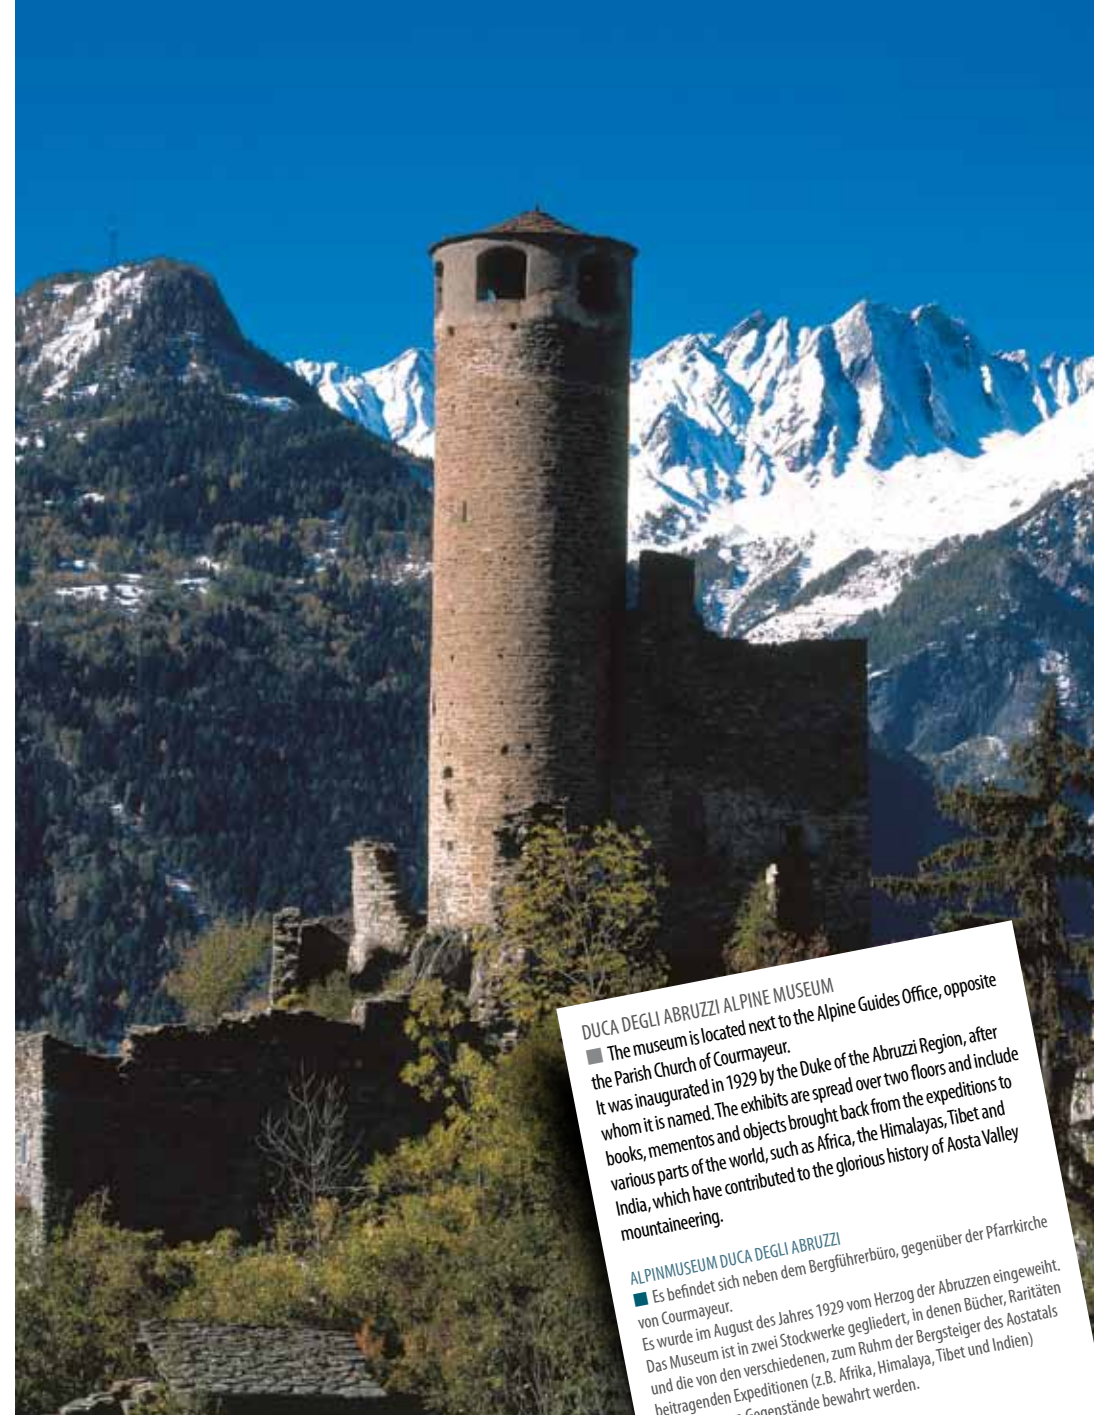 DUCA DEGLI ABRUZZI ALPINE MUSEUM
The museum is located next to the Alpine Guides Office, opposite
the Parish Church of Courmayeur.
It was inaugurated in 1929 by the Duke of the Abruzzi Region, after
whom it is named. The exhibits are spread over two floors and include
books, mementos and objects brought back from the expeditions to
various parts of the world, such as Africa, the Himalayas, Tibet and
India, which have contributed to the glorious history of Aosta Valley
mountaineering.
ALPINMUSEUM DUCA DEGLI ABRUZZI
Es befindet sich neben dem Bergführerbüro, gegenüber der Pfarrkirche
von Courmayeur.
Es wurde im August des Jahres 1929 vom Herzog der Abruzzen eingeweiht.
Das Museum ist in zwei Stockwerke gegliedert, in denen Bücher, Raritäten
und die von den verschiedenen, zum Ruhm der Bergsteiger des Aostatals
beitragenden Expeditionen (z.B. Afrika, Himalaya, Tibet und Indien)
Gegenstände bewahrt werden.